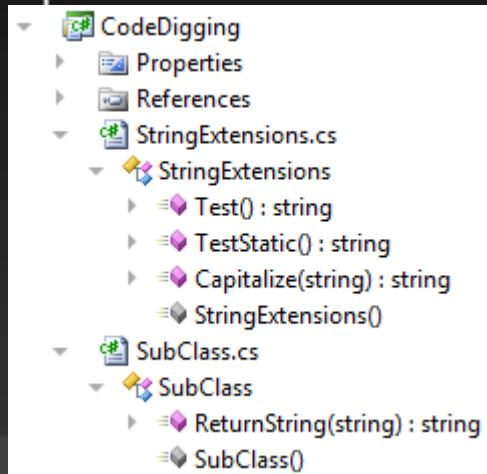 CodeDigging
Properties
References
StringExtensions.cs
StringExtensions
Test() : string
TestStatic() : string
Capitalize(string) : string
StringExtensions()
SubClass.cs
SubClass
ReturnString(string) : string
SubClass()